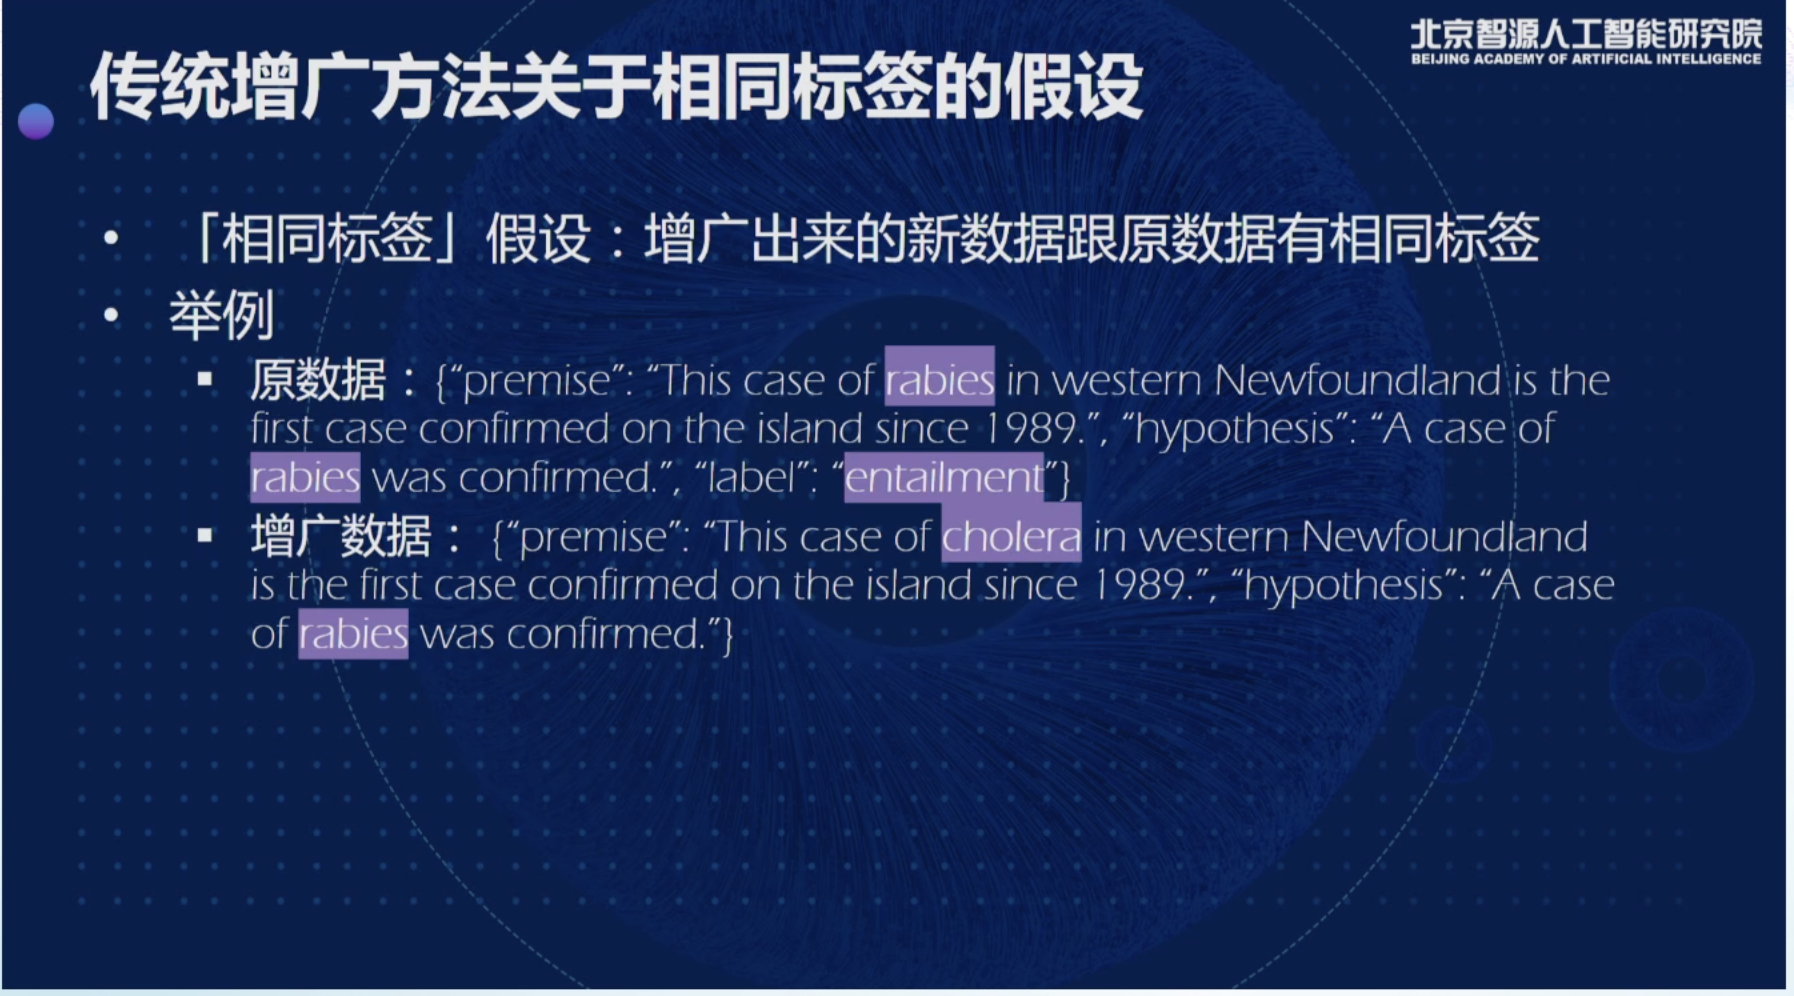 北京智源人工智能研究院
BEIJING ACADEMY OF ARTIFICIAL INTELLIGENCE
传统增广方法关于相同标签的假设
• 「相同标签」假设：增广出来的新数据跟原数据有相同标签
• 举例
▪ 原数据：{“premise”: “This case of rabies in western Newfoundland is the
first case confirmed on the island since 1989.”, “hypothesis”: “A case of
rabies was confirmed.”, “label”: “entailment”}
▪ 增广数据： {“premise”: “This case of cholera in western Newfoundland
is the first case confirmed on the island since 1989.”, “hypothesis”: “A case
of rabies was confirmed.”}